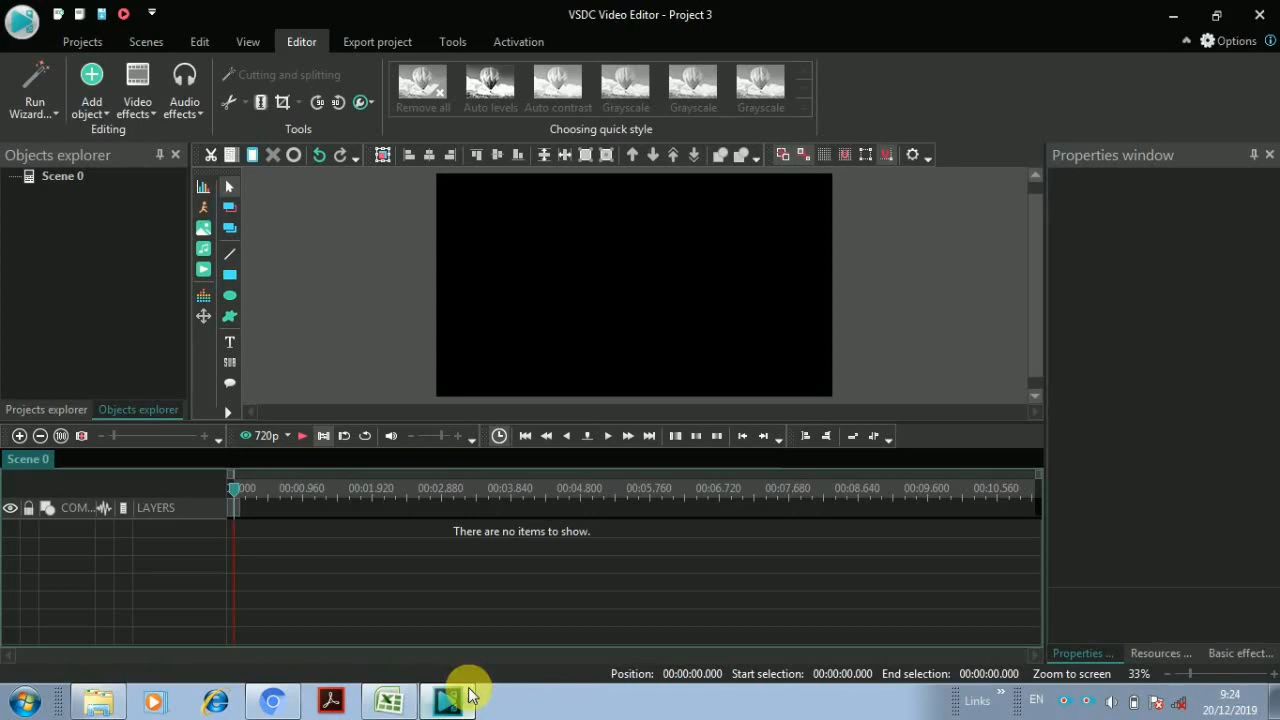 VSDC Video Editor - Project 3
Projects Scenes Edit View Editor Export project Tools Activation Options
Run Wizard...
Add object
Video effects
Audio effects
Editing
Cutting and splitting
Tools
Remove all Auto levels Auto contrast Grayscale Grayscale Grayscale
Choosing quick style
Objects explorer
Properties window
Scene 0
T
Projects explorer Objects explorer
720p
Scene 0
000 00:00.960 00:01.920 00:02.880 00:03.840 00:04.800 00:05.760 00:06.720 00:07.680 00:08.640 00:09.600 00:10.560
COM... LAYERS
There are no items to show.
Properties ... Resources ... Basic effect...
Position: 00:00:00.000 Start selection: 00:00:00.000 End selection: 00:00:00.000 Zoom to screen 33%
Links
EN
9:24
20/12/2019